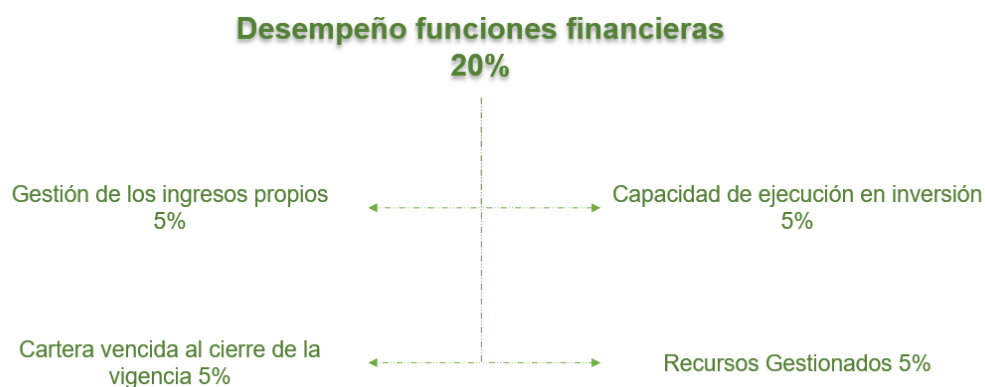 Desempeño funciones financieras
20%
Gestión de los ingresos propios
5%
Capacidad de ejecución en inversión
5%
Cartera vencida al cierre de la
vigencia 5%
Recursos Gestionados 5%